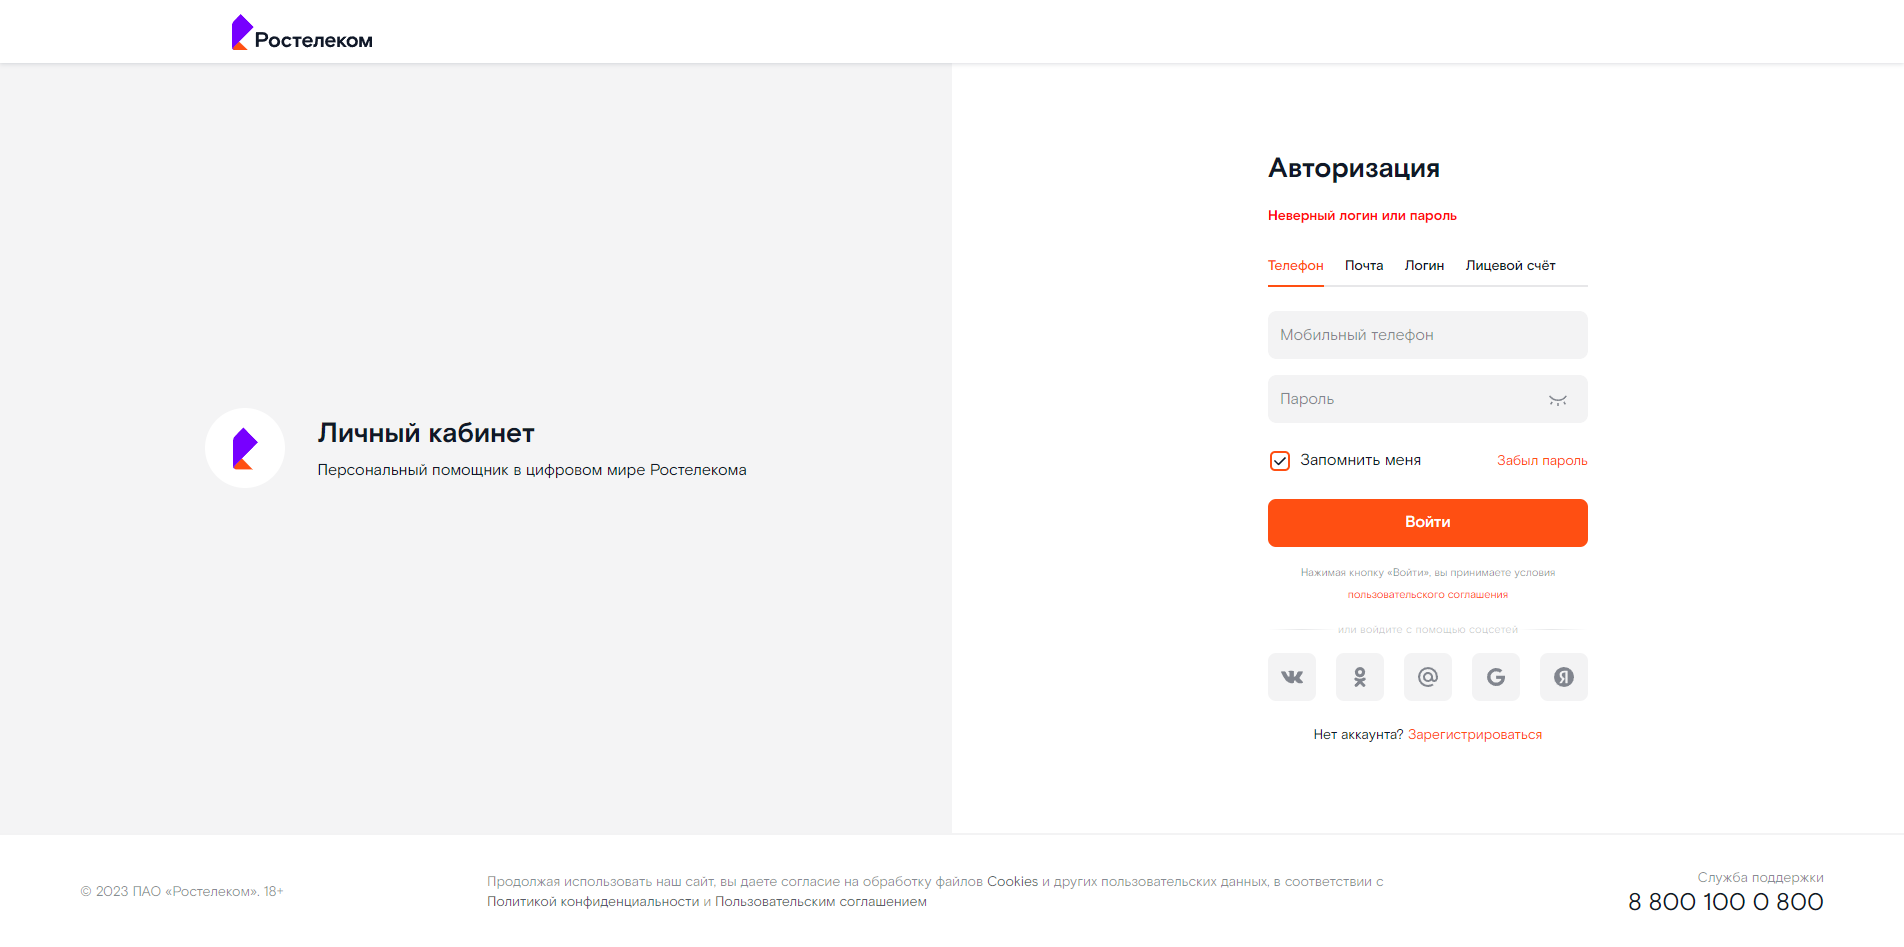 Ростелеком
Личный кабинет
Персональный помощник в цифровом мире Ростелекома
Авторизация
Неверный логин или пароль
Телефон Почта Логин Лицевой счёт
Мобильный телефон
Пароль
Запомнить меня Забыл пароль
Войти
Нажимая кнопку «Войти», вы принимаете условия
пользовательского соглашения
или войдите с помощью соцсетей
Нет аккаунта? Зарегистрироваться
© 2023 ПАО «Ростелеком». 18+
Продолжая использовать наш сайт, вы даете согласие на обработку файлов Cookies и других пользовательских данных, в соответствии с
Политикой конфиденциальности и Пользовательским соглашением
Служба поддержки
8 800 100 0 800